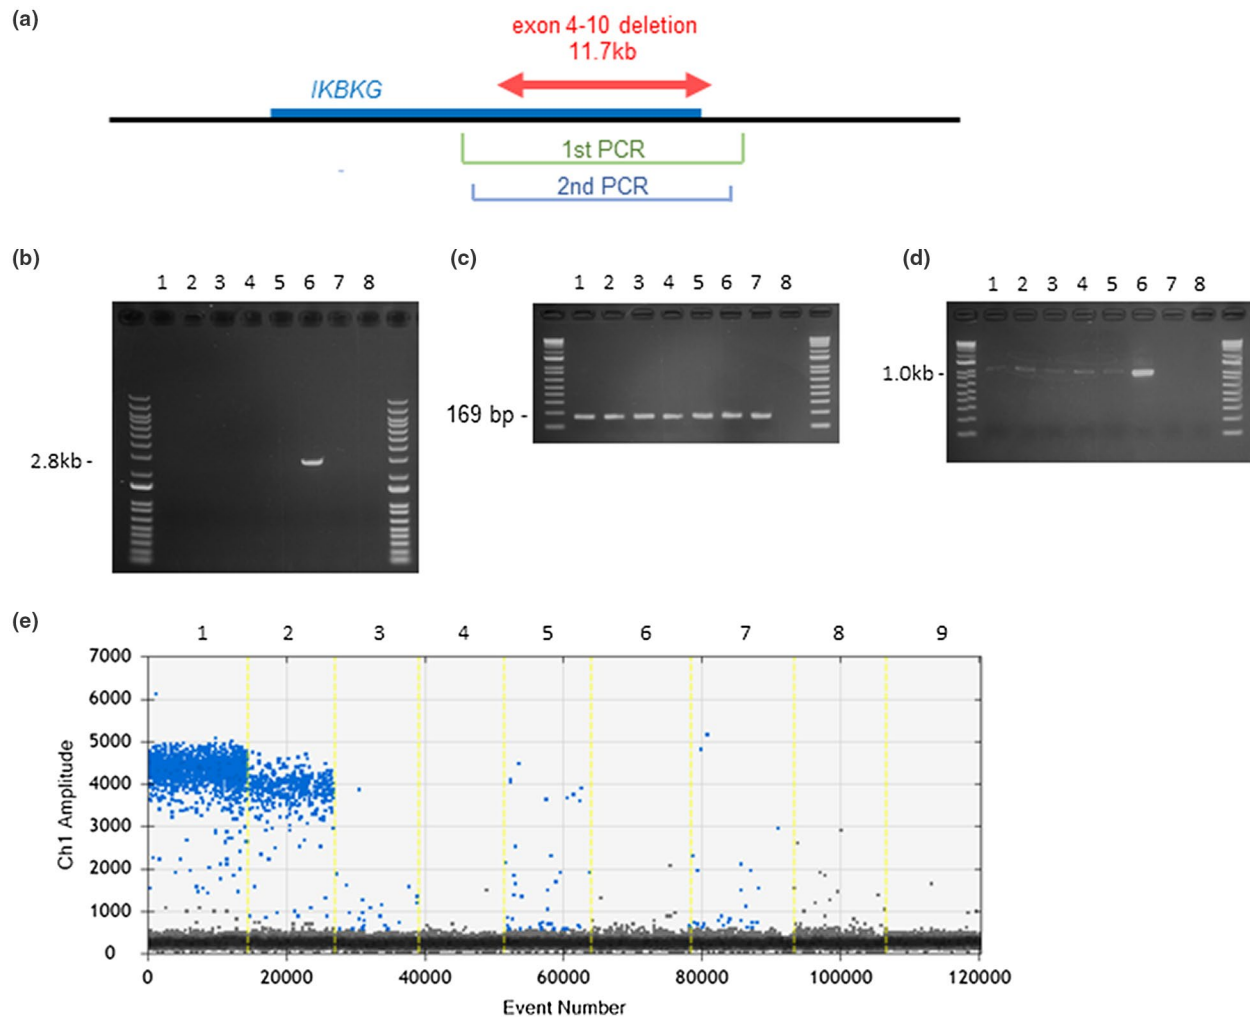 (a)
exon 4-10 deletion
11.7kb
IKBKG
1st PCR
2nd PCR
(b)
1 2 3 4 5 6 7 8
2.8kb -
(c)
1 2 3 4 5 6 7 8
169 bp -
(d)
1 2 3 4 5 6 7 8
1.0kb -
(e)
1 2 3 4 5 6 7 8 9
7000
6000
5000
4000
3000
2000
1000
0
Ch1 Amplitude
0 20000 40000 60000 80000 100000 120000
Event Number